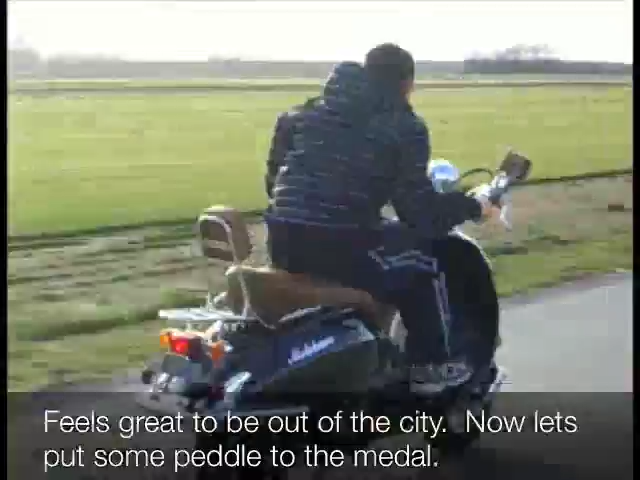 Feels great to be out of the city.  Now lets
put some peddle to the medal.